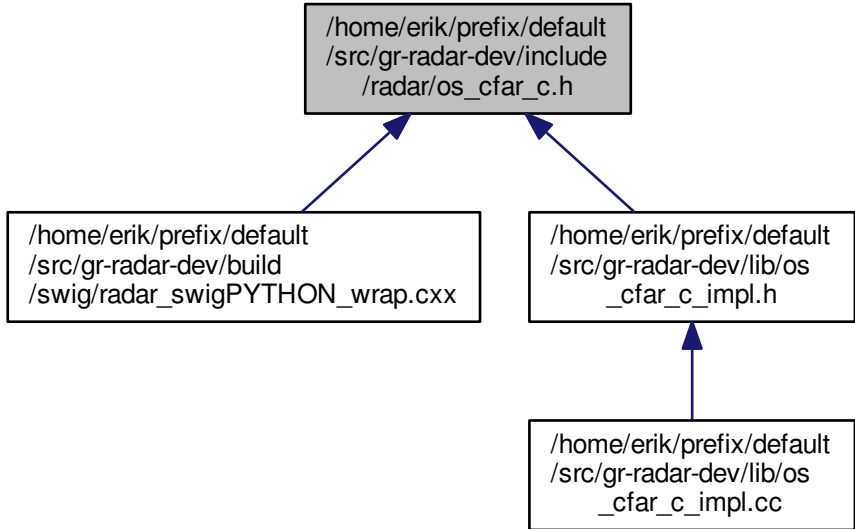 /home/erik/prefix/default
/src/gr-radar-dev/include
/radar/os_cfar_c.h
/home/erik/prefix/default
/src/gr-radar-dev/build
/swig/radar_swigPYTHON_wrap.cxx
/home/erik/prefix/default
/src/gr-radar-dev/lib/os
_cfar_c_impl.h
/home/erik/prefix/default
/src/gr-radar-dev/lib/os
_cfar_c_impl.cc